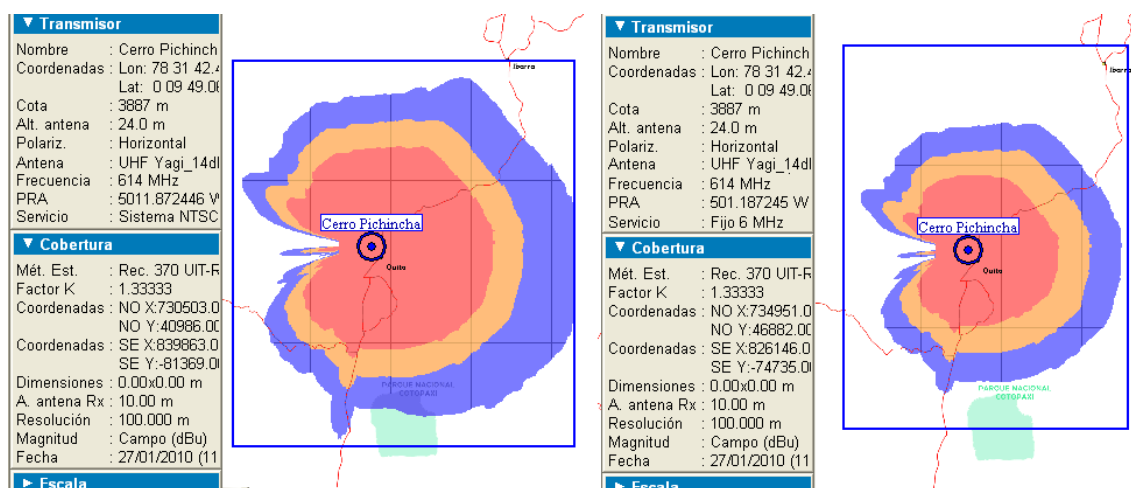 ▼ Transmisor
Nombre : Cerro Pichinch
Coordenadas : Lon: 78 31 42.4
Lat: 0 09 49.0
Cota : 3887 m
Alt. antena : 24.0 m
Polariz. : Horizontal
Antena : UHF Yagi_14d
Frecuencia : 614 MHz
PRA : 5011.872446 W
Servicio : Sistema NTSC
▼ Cobertura
Mét. Est. : Rec. 370 UIT-R
Factor K : 1.33333
Coordenadas : NO X:730503.0
NO Y:40986.00
Coordenadas : SE X:839863.0
SE Y:-81369.0
Dimensiones : 0.00x0.00 m
A. antena Rx : 10.00 m
Resolución : 100.000 m
Magnitud : Campo (dBu)
Fecha : 27/01/2010 (11
► Escala
Ibarra
Cerro Pichincha
Quito
PARQUE NACIONAL
COTOPAXI
▼ Transmisor
Nombre : Cerro Pichinch
Coordenadas : Lon: 78 31 42.4
Lat: 0 09 49.0
Cota : 3887 m
Alt. antena : 24.0 m
Polariz. : Horizontal
Antena : UHF Yagi_14d
Frecuencia : 614 MHz
PRA : 501.187245 W
Servicio : Fijo 6 MHz
▼ Cobertura
Mét. Est. : Rec. 370 UIT-R
Factor K : 1.33333
Coordenadas : NO X:734951.0
NO Y:46882.00
Coordenadas : SE X:826146.0
SE Y:-74735.0
Dimensiones : 0.00x0.00 m
A. antena Rx : 10.00 m
Resolución : 100.000 m
Magnitud : Campo (dBu)
Fecha : 27/01/2010 (11
► Escala
Ibarra
Cerro Pichincha
Quito
PARQUE NACIONAL
COTOPAXI